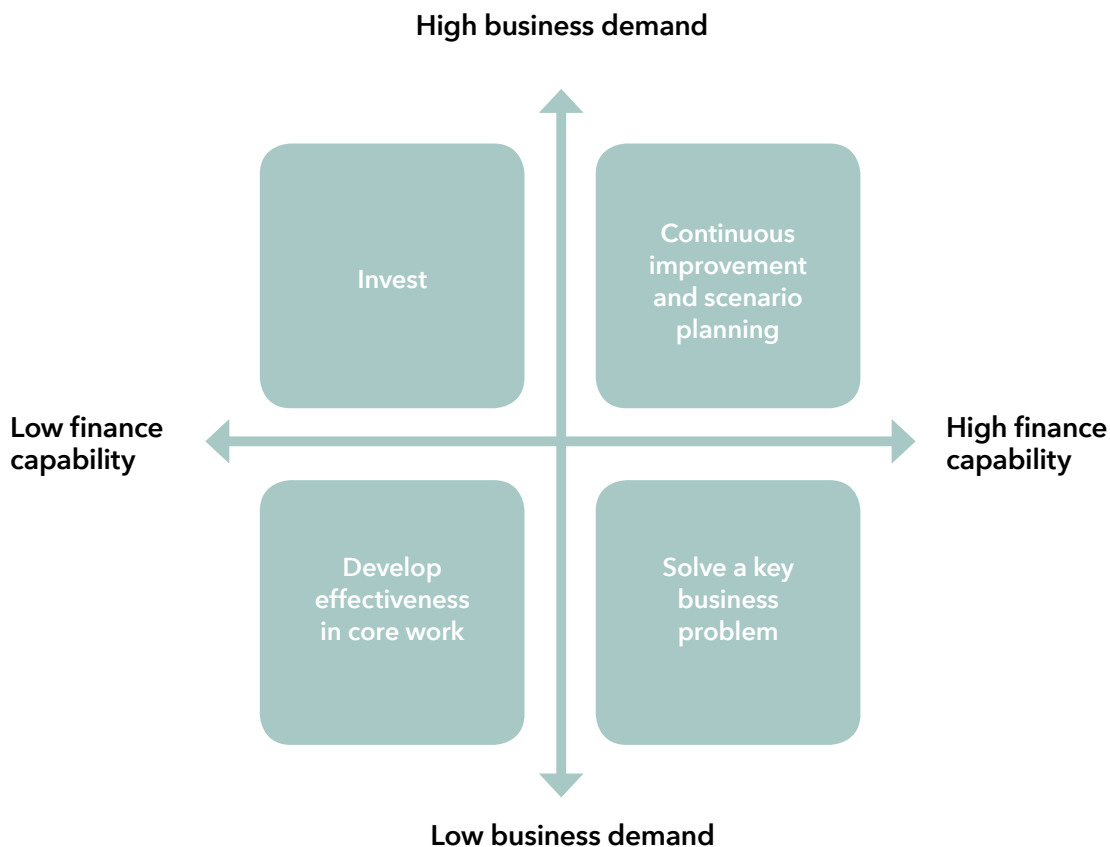 High business demand
Invest
Continuous
improvement
and scenario
planning
Low finance
capability
High finance
capability
Develop
effectiveness
in core work
Solve a key
business
problem
Low business demand